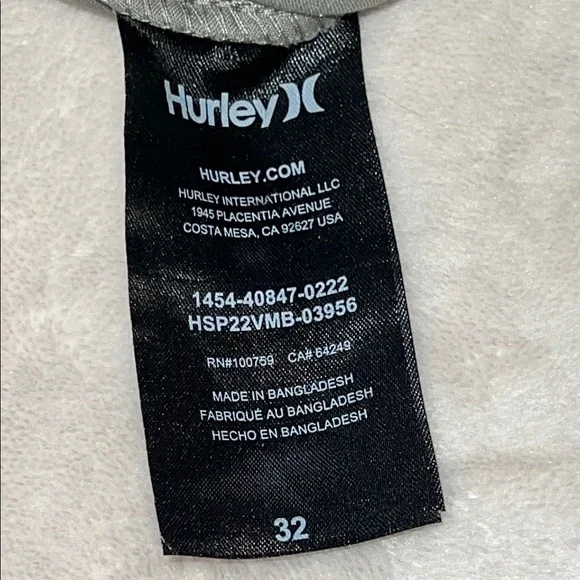 Hurley
HURLEY.COM
HURLEY INTERNATIONAL LLC
1945 PLACENTIA AVENUE
COSTA MESA, CA 92627 USA
1454-40847-0222
HSP22VMB-03956
RN#100759 CA# 64249
MADE IN BANGLADESH
FABRIQUÉ AU BANGLADESH
HECHO EN BANGLADESH
32